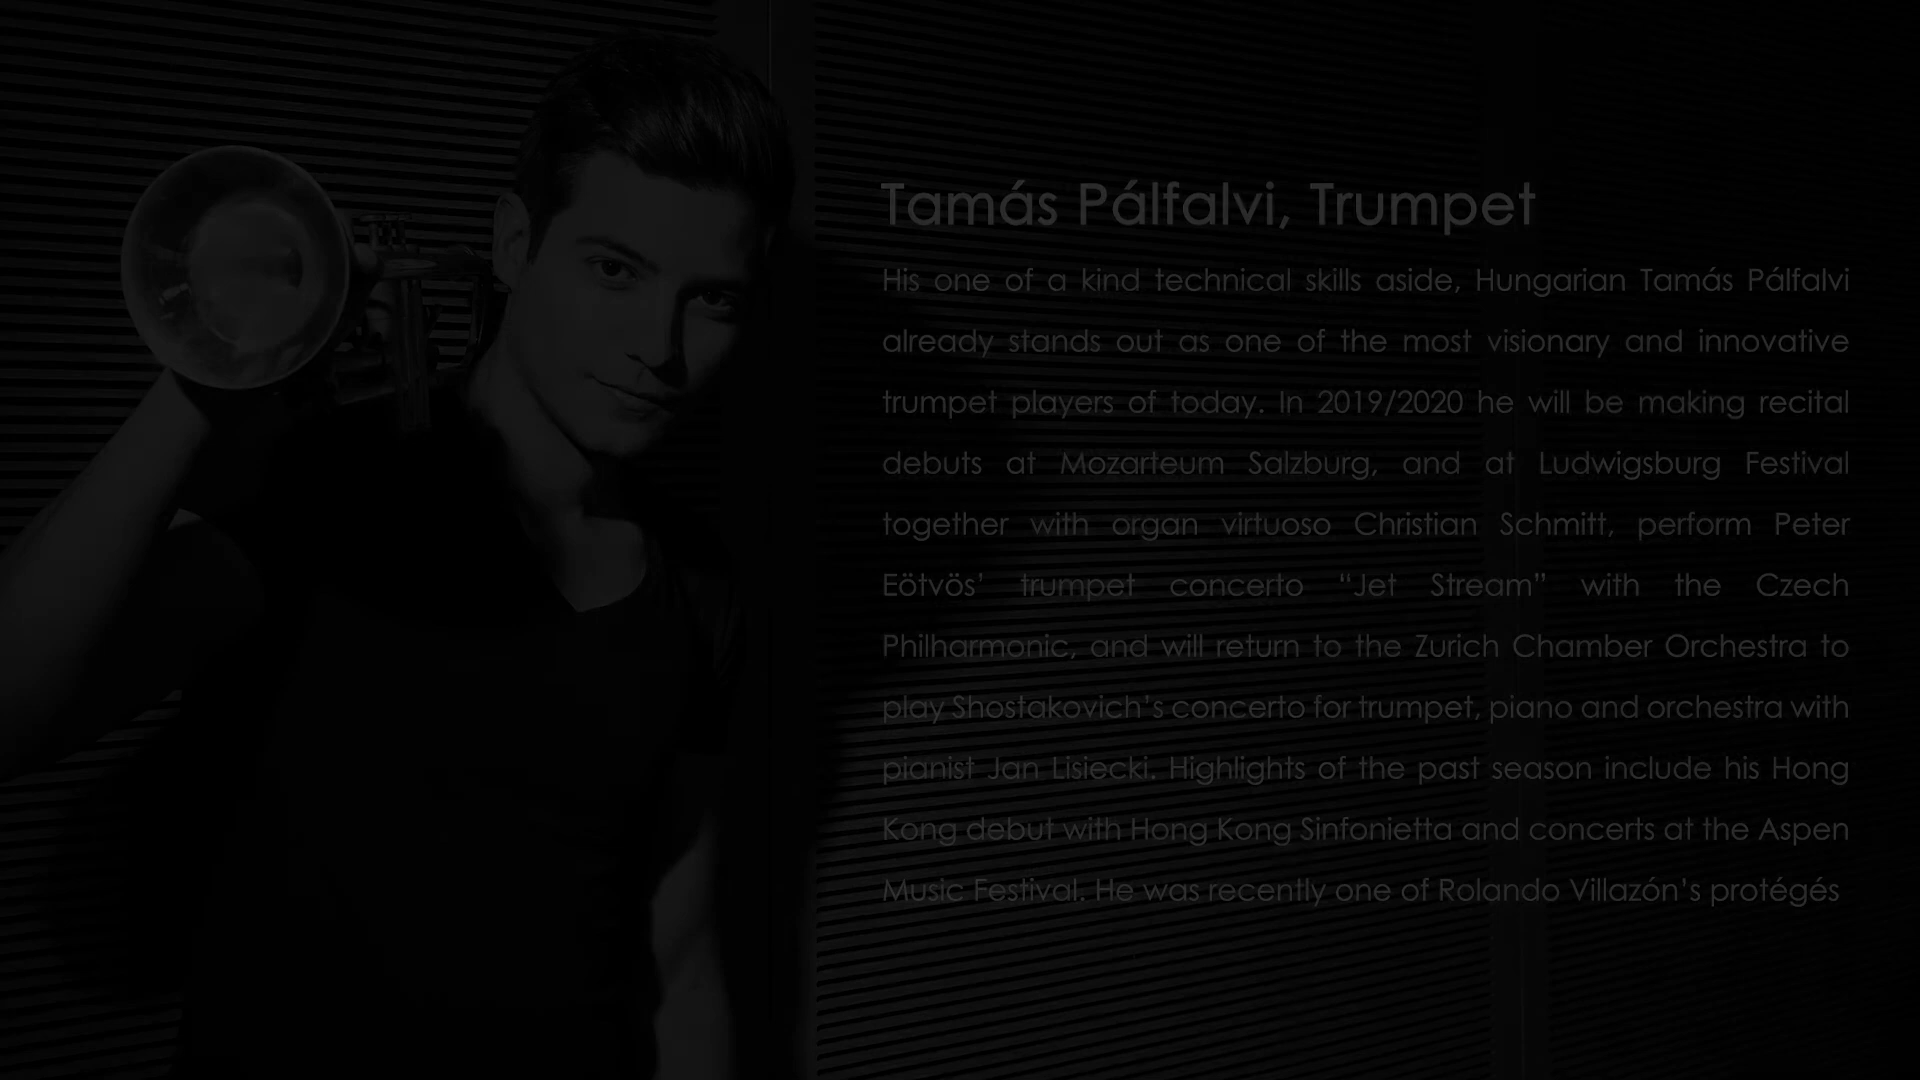 Tamás Pálfalvi, Trumpet
His one of a kind technical skills aside, Hungarian Tamás Pálfalvi
already stands out as one of the most visionary and innovative
trumpet players of today. In 2019/2020 he will be making recital
debuts at Mozarteum Salzburg, and at Ludwigsburg Festival
together with organ virtuoso Christian Schmitt, perform Peter
Eötvös’ trumpet concerto “Jet Stream” with the Czech
Philharmonic, and will return to the Zurich Chamber Orchestra to
play Shostakovich’s concerto for trumpet, piano and orchestra with
pianist Jan Lisiecki. Highlights of the past season include his Hong
Kong debut with Hong Kong Sinfonietta and concerts at the Aspen
Music Festival. He was recently one of Rolando Villazón’s protégés